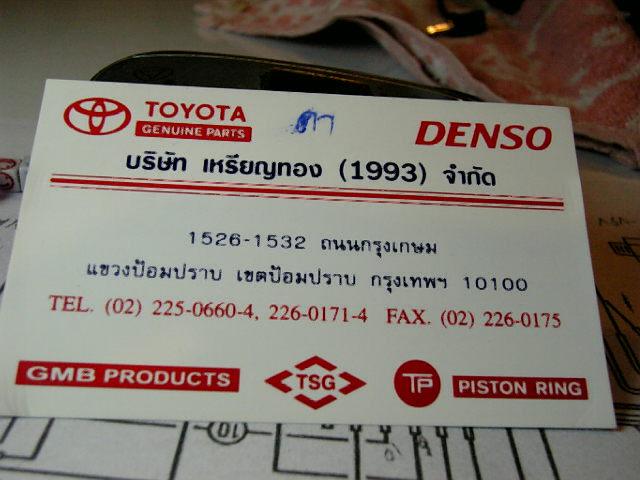 TOYOTA
GENUINE PARTS
DENSO
บริษัท เหรียญทอง (1993) จำกัด
1526-1532 ถนนกรุงเกษม
แขวงป้อมปราบ เขตป้อมปราบ กรุงเทพฯ 10100
TEL. (02) 225-0660-4, 226-0171-4 FAX. (02) 226-0175
GMB PRODUCTS
TSG
TP
PISTON RING
10